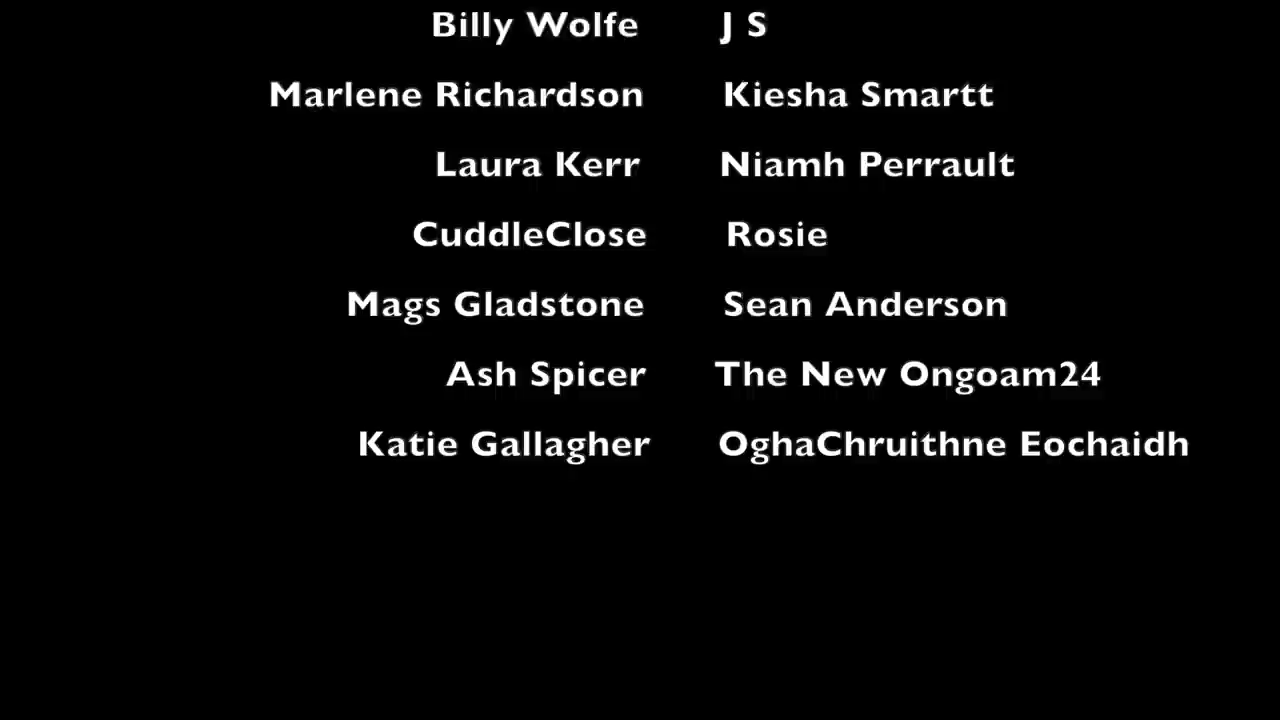 Billy Wolfe J S
Marlene Richardson Kiesha Smartt
Laura Kerr Niamh Perrault
CuddleClose Rosie
Mags Gladstone Sean Anderson
Ash Spicer The New Ongoam24
Katie Gallagher OghaChruithne Eochaidh